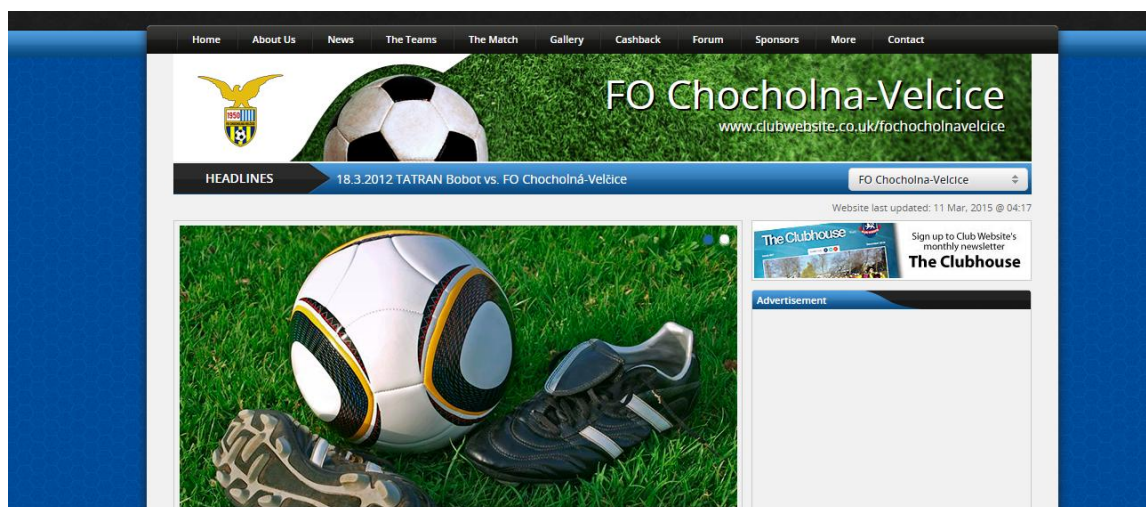 Home About Us News The Teams The Match Gallery Cashback Forum Sponsors More Contact
1950
FO Chocholna-Velcice
www.clubwebsite.co.uk/fochocholnavelcice
HEADLINES 18.3.2012 TATRAN Bobot vs. FO Chocholná-Velčice FO Chocholna-Velcice
Website last updated: 11 Mar, 2015 @ 04:17
The Clubhouse
Sign up to Club Website's
monthly newsletter
The Clubhouse
Advertisement